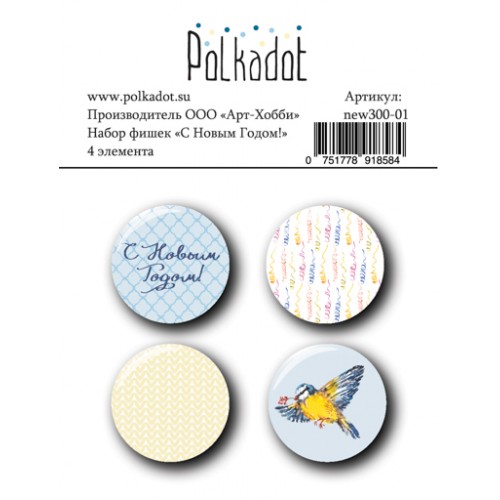 Polkadot
www.polkadot.su
Артикул:
Производитель ООО «Арт-Хобби»
new300-01
Набор фишек «С Новым Годом!»
4 элемента
0 751778 918584
С Новым
Годом!